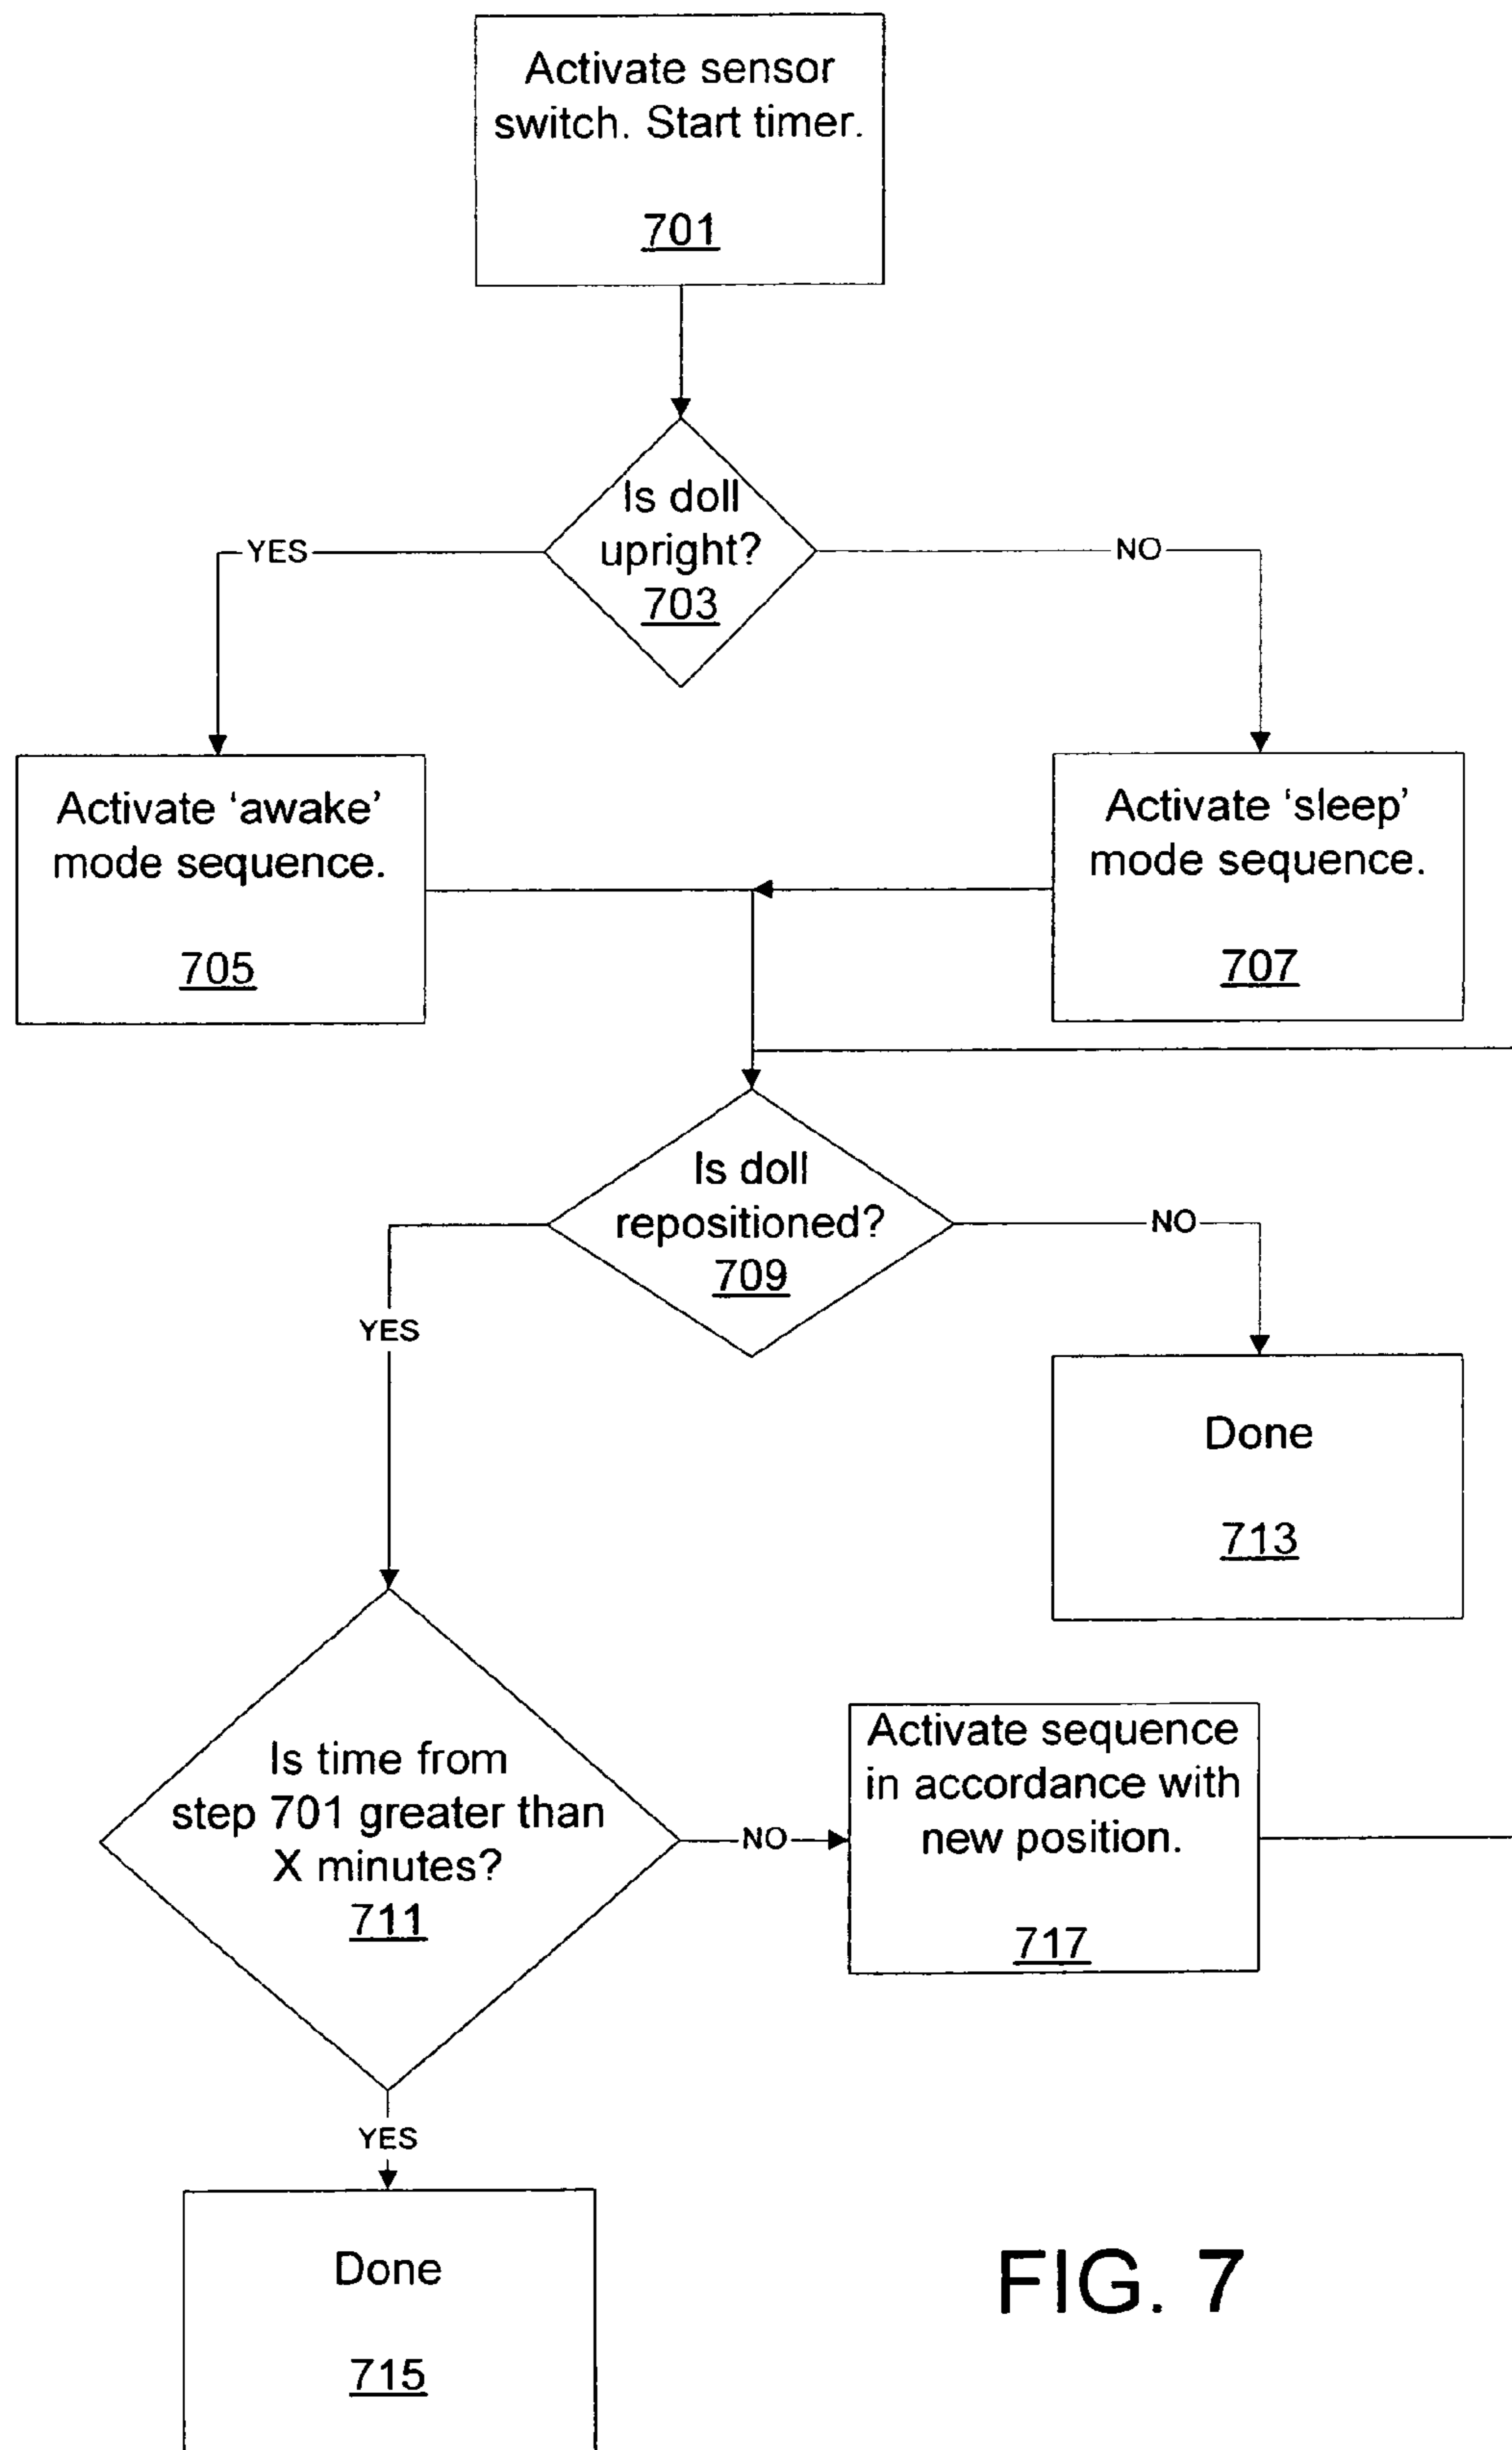 Activate sensor
switch. Start timer.
701
Is doll
upright?
703
YES
NO
Activate ‘awake’
mode sequence.
705
Activate ‘sleep’
mode sequence.
707
Is doll
repositioned?
709
NO
YES
Done
713
Is time from
step 701 greater than
X minutes?
711
NO
Activate sequence
in accordance with
new position.
717
YES
Done
715
FIG. 7